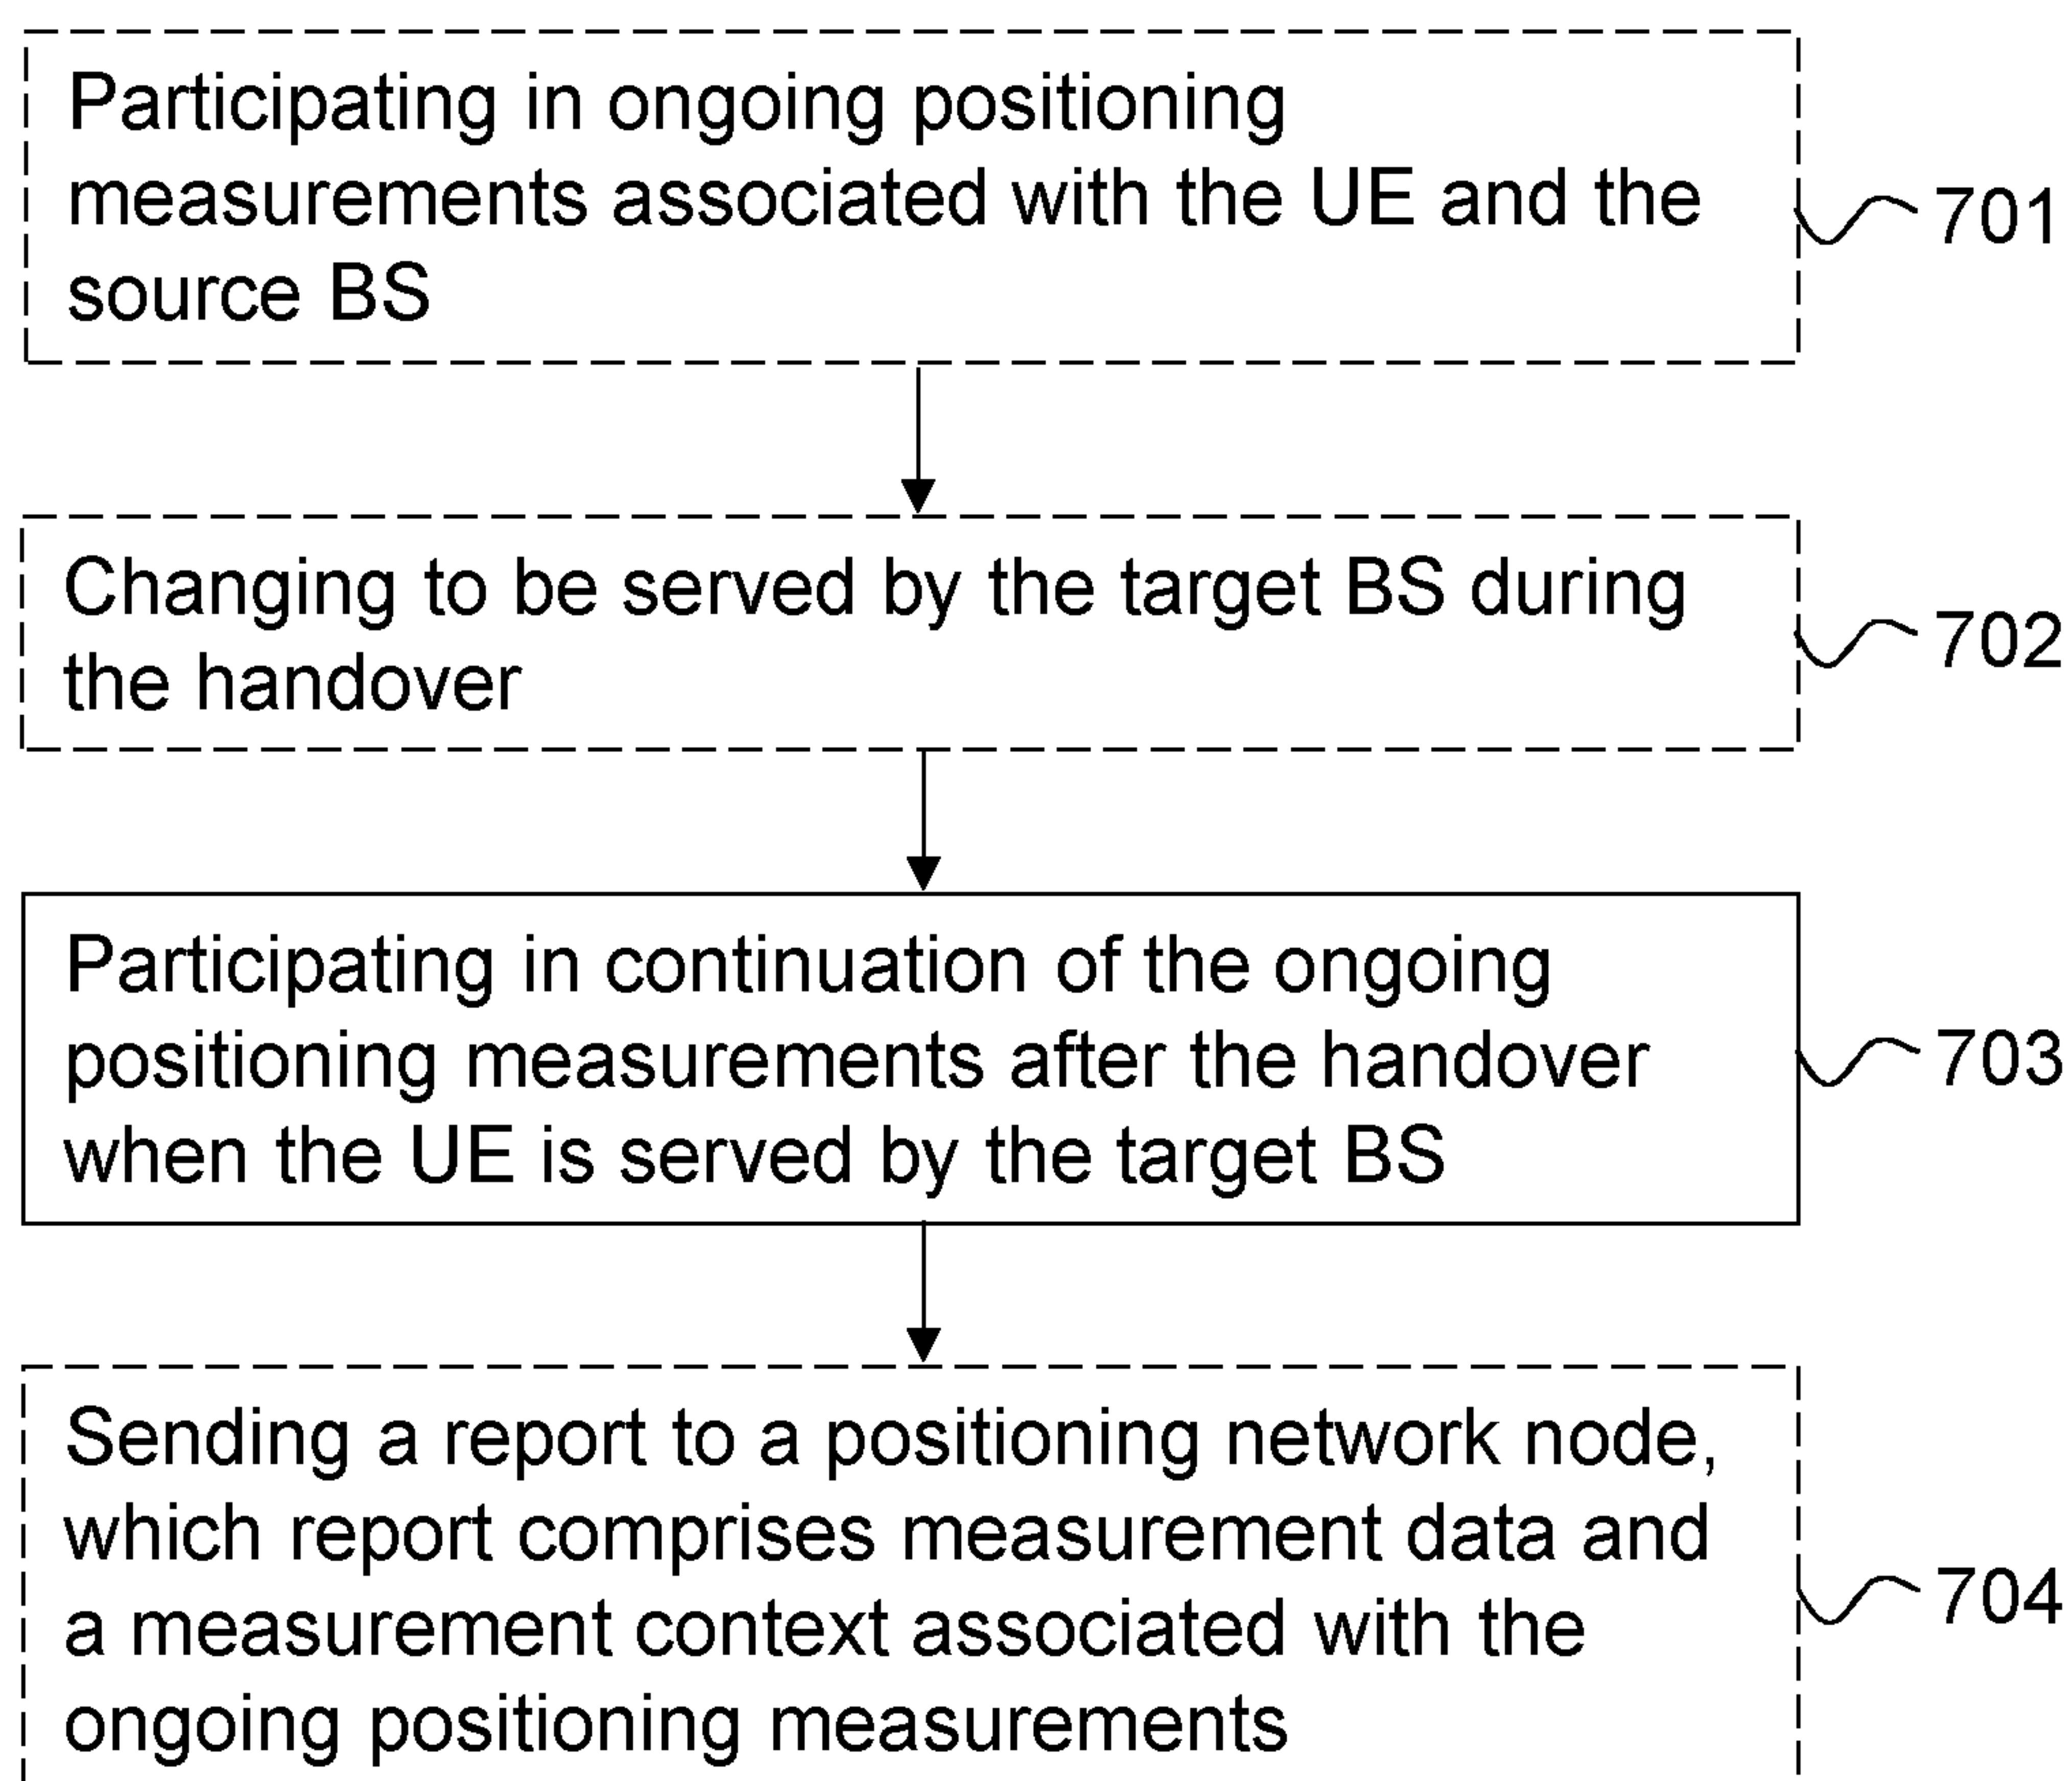 Participating in ongoing positioning
measurements associated with the UE and the
source BS
701
Changing to be served by the target BS during
the handover
702
Participating in continuation of the ongoing
positioning measurements after the handover
when the UE is served by the target BS
703
Sending a report to a positioning network node,
which report comprises measurement data and
a measurement context associated with the
ongoing positioning measurements
704